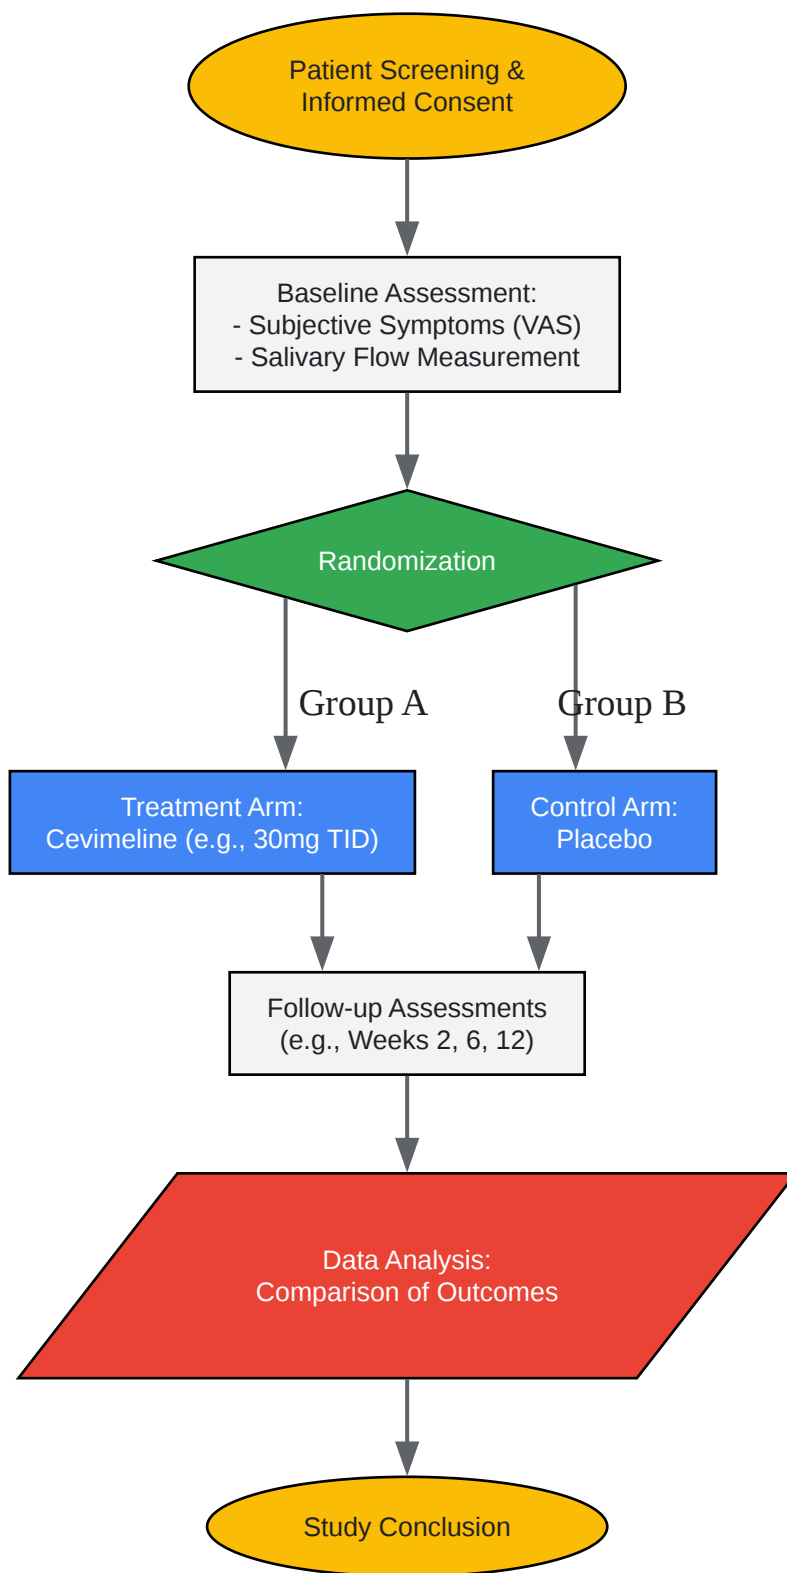 Patient Screening &
Informed Consent
Baseline Assessment:
- Subjective Symptoms (VAS)
- Salivary Flow Measurement
Randomization
Group A
Group B
Treatment Arm:
Cevimeline (e.g., 30mg TID)
Control Arm:
Placebo
Follow-up Assessments
(e.g., Weeks 2, 6, 12)
Data Analysis:
Comparison of Outcomes
Study Conclusion